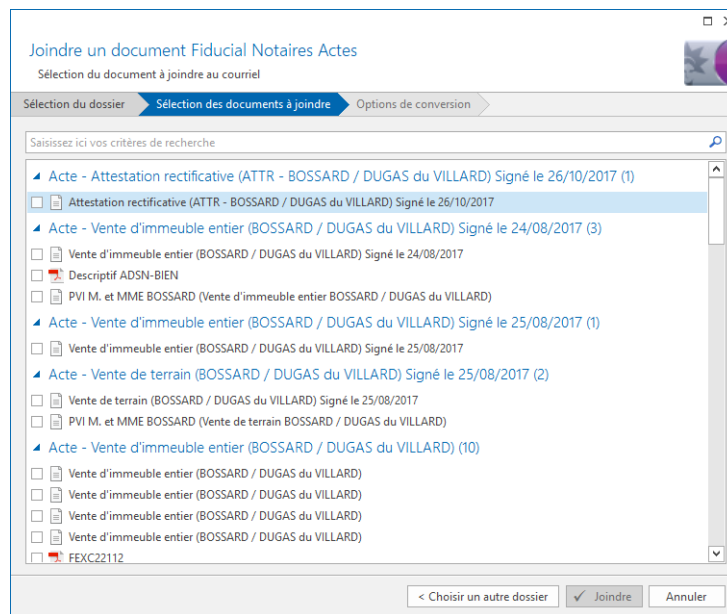 Joindre un document Fiducial Notaires Actes
Sélection du document à joindre au courriel
Sélection du dossier
Sélection des documents à joindre
Options de conversion
Saisissez ici vos critères de recherche
Acte - Attestation rectificative (ATTR - BOSSARD / DUGAS du VILLARD) Signé le 26/10/2017 (1)
Attestation rectificative (ATTR - BOSSARD / DUGAS du VILLARD) Signé le 26/10/2017
Acte - Vente d'immeuble entier (BOSSARD / DUGAS du VILLARD) Signé le 24/08/2017 (3)
Vente d'immeuble entier (BOSSARD / DUGAS du VILLARD) Signé le 24/08/2017
Descriptif ADSN-BIEN
PVI M. et MME BOSSARD (Vente d'immeuble entier BOSSARD / DUGAS du VILLARD)
Acte - Vente d'immeuble entier (BOSSARD / DUGAS du VILLARD) Signé le 25/08/2017 (1)
Vente d'immeuble entier (BOSSARD / DUGAS du VILLARD) Signé le 25/08/2017
Acte - Vente de terrain (BOSSARD / DUGAS du VILLARD) Signé le 25/08/2017 (2)
Vente de terrain (BOSSARD / DUGAS du VILLARD) Signé le 25/08/2017
PVI M. et MME BOSSARD (Vente de terrain BOSSARD / DUGAS du VILLARD)
Acte - Vente d'immeuble entier (BOSSARD / DUGAS du VILLARD) (10)
Vente d'immeuble entier (BOSSARD / DUGAS du VILLARD)
Vente d'immeuble entier (BOSSARD / DUGAS du VILLARD)
Vente d'immeuble entier (BOSSARD / DUGAS du VILLARD)
Vente d'immeuble entier (BOSSARD / DUGAS du VILLARD)
FEXC22112
< Choisir un autre dossier
Joindre
Annuler